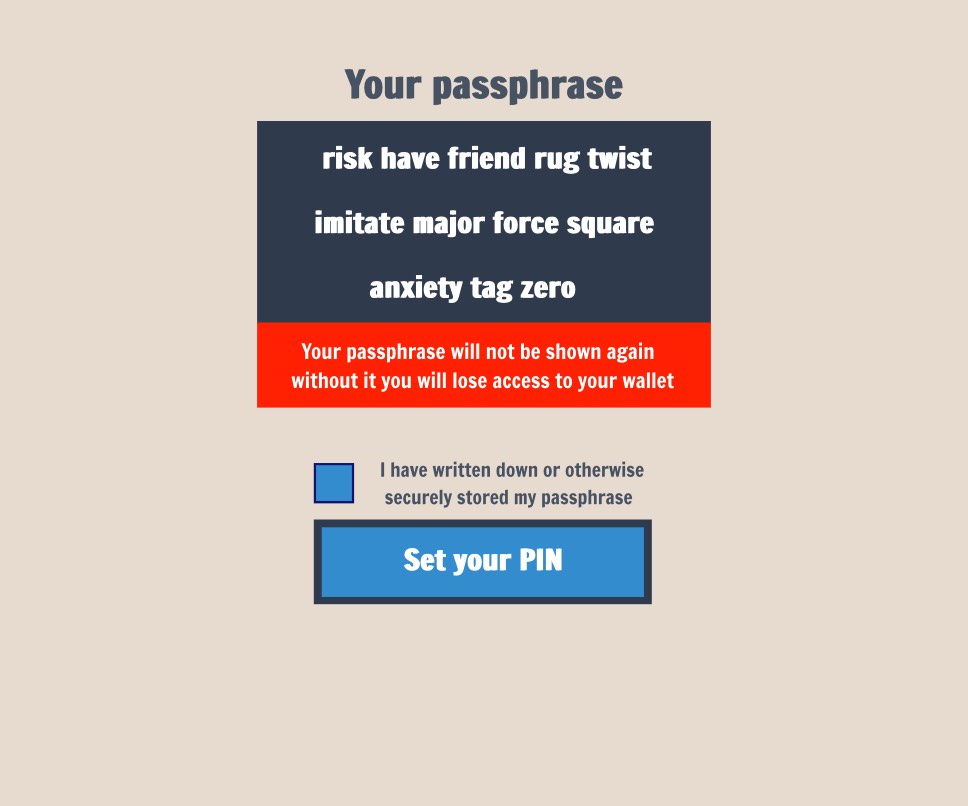 Your passphrase
risk have friend rug twist
imitate major force square
anxiety tag zero
Your passphrase will not be shown again
without it you will lose access to your wallet
I have written down or otherwise
securely stored my passphrase
Set your PIN